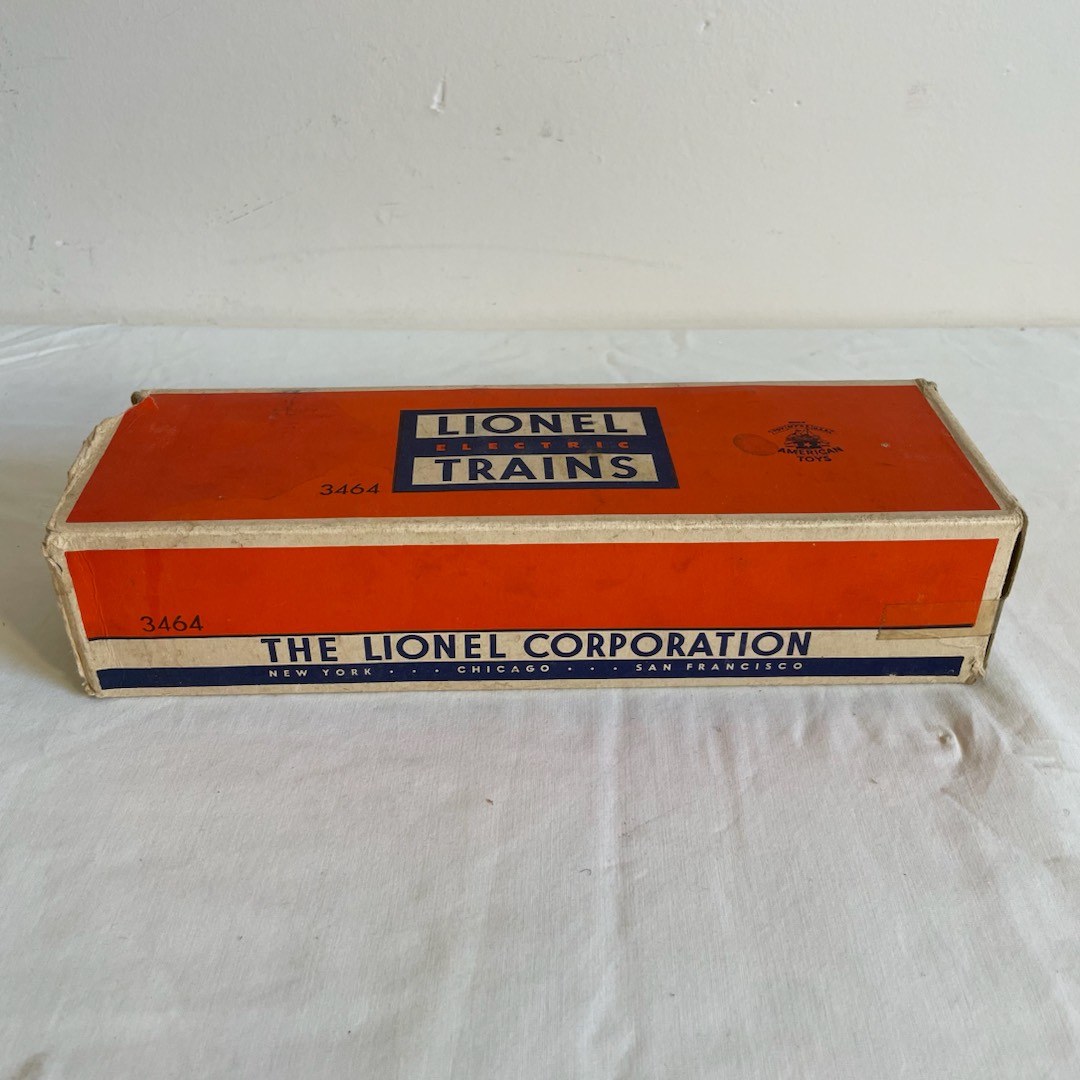 LIONEL
ELECTRIC
TRAINS
3464
AMERICAN
TOYS
3464
THE LIONEL CORPORATION
NEW YORK · · · CHICAGO · · · SAN FRANCISCO